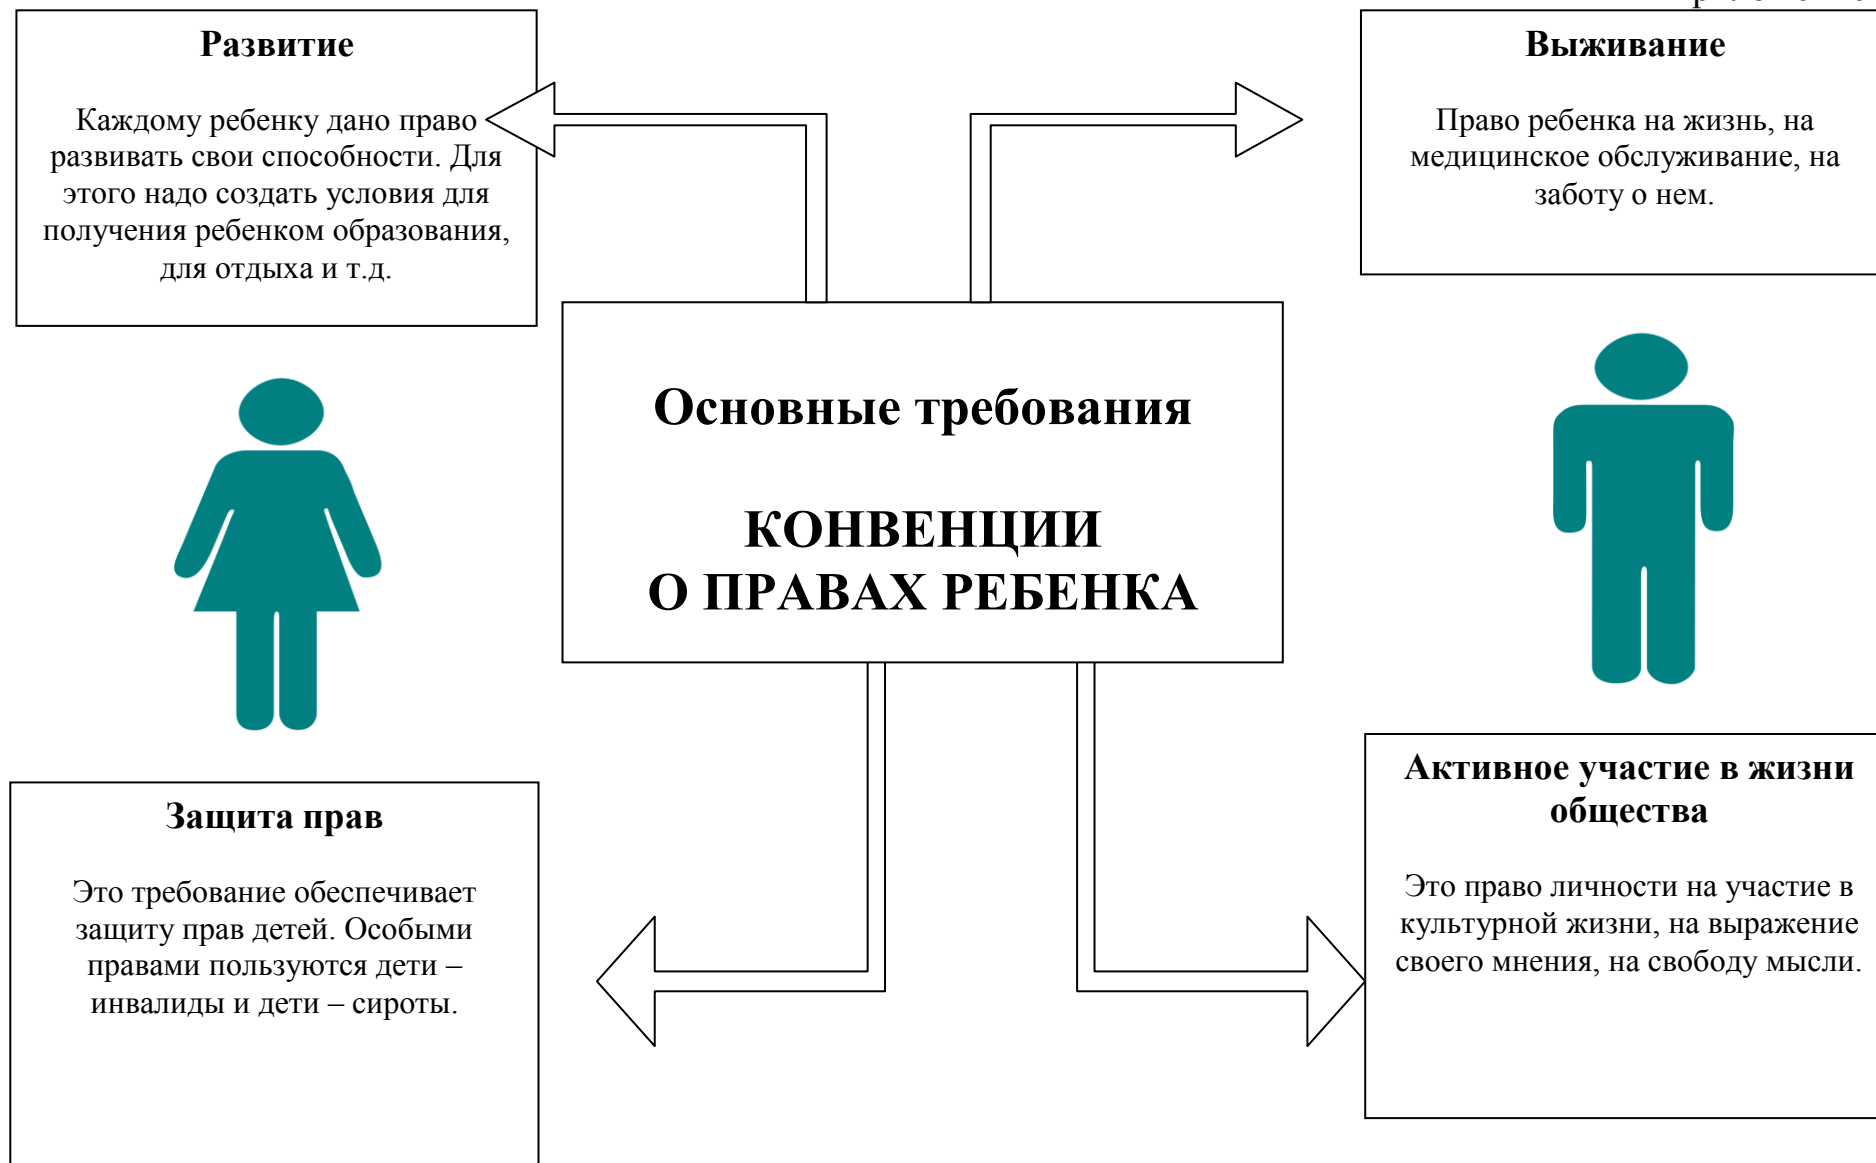 Развитие
Каждому ребенку дано право
развивать свои способности. Для
этого надо создать условия для
получения ребенком образования,
для отдыха и т.д.
Выживание
Право ребенка на жизнь, на
медицинское обслуживание, на
заботу о нем.
Основные требования
КОНВЕНЦИИ
О ПРАВАХ РЕБЕНКА
Защита прав
Это требование обеспечивает
защиту прав детей. Особыми
правами пользуются дети –
инвалиды и дети – сироты.
Активное участие в жизни
общества
Это право личности на участие в
культурной жизни, на выражение
своего мнения, на свободу мысли.